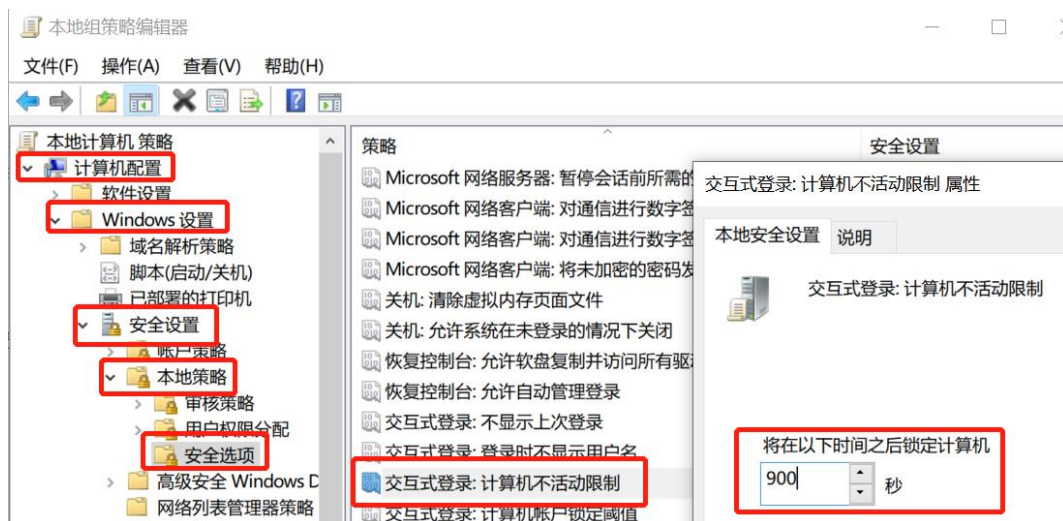 本地组策略编辑器
文件(F) 操作(A) 查看(V) 帮助(H)
本地计算机 策略
计算机配置
软件设置
Windows 设置
域名解析策略
脚本(启动/关机)
已部署的打印机
安全设置
帐户策略
本地策略
审核策略
用户权限分配
安全选项
高级安全 Windows D
网络列表管理器策略
策略 安全设置
Microsoft 网络服务器: 暂停会话前所需的
Microsoft 网络客户端: 对通信进行数字签
Microsoft 网络客户端: 对通信进行数字签
Microsoft 网络客户端: 将未加密的密码发
关机: 清除虚拟内存页面文件
关机: 允许系统在未登录的情况下关闭
恢复控制台: 允许软盘复制并访问所有驱
恢复控制台: 允许自动管理登录
交互式登录: 不显示上次登录
交互式登录: 登录时不显示用户名
交互式登录: 计算机不活动限制
交互式登录: 计算机帐户锁定阈值
交互式登录: 计算机不活动限制 属性
本地安全设置 说明
交互式登录: 计算机不活动限制
将在以下时间之后锁定计算机
900 秒